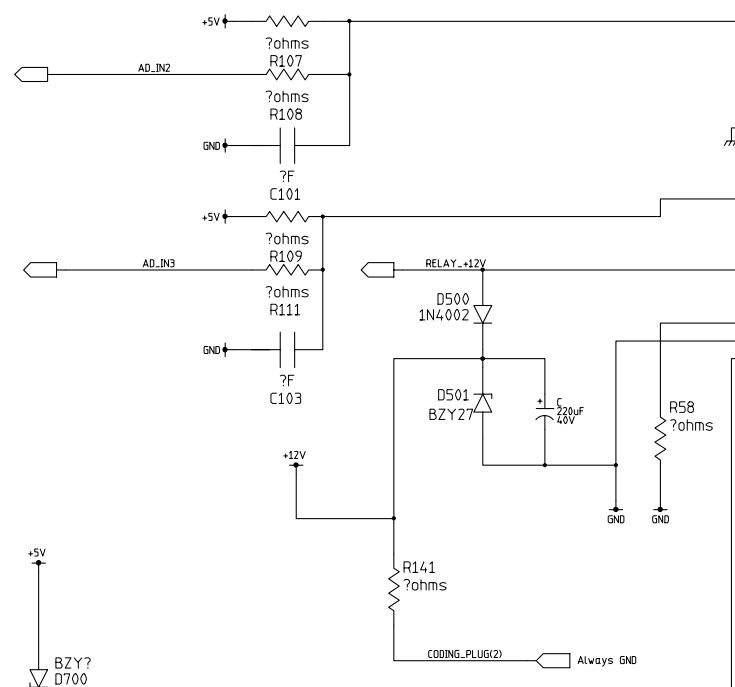 +5V
?ohms
R107
AD_IN2
?ohms
R108
GND
?F
C101
+5V
?ohms
R109
AD_IN3
RELAY_+12V
?ohms
R111
D500
1N4002
GND
?F
C103
D501
BZY27
+
C
220uF
40V
R58
?ohms
+12V
GND
GND
+5V
R141
?ohms
CODING_PLUG(2)
Always GND
BZY?
D700